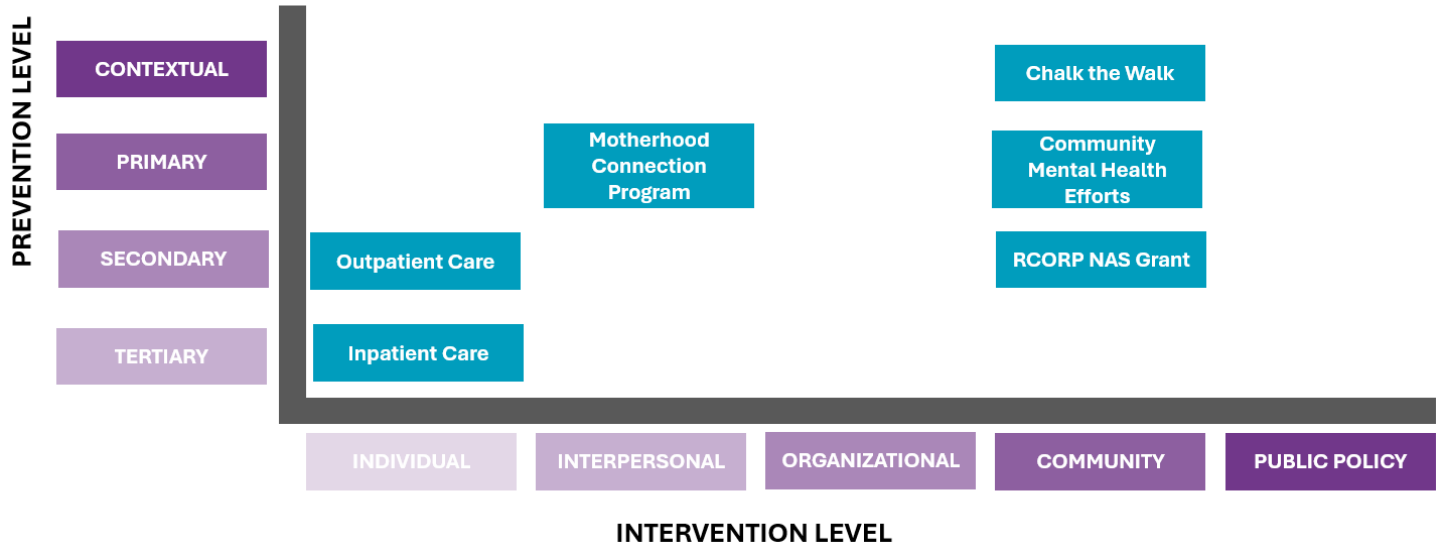 PREVENTION LEVEL
CONTEXTUAL
Chalk the Walk
PRIMARY
Motherhood
Connection
Program
Community
Mental Health
Efforts
SECONDARY
Outpatient Care
RCORP NAS Grant
TERTIARY
Inpatient Care
INDIVIDUAL
INTERPERSONAL
ORGANIZATIONAL
COMMUNITY
PUBLIC POLICY
INTERVENTION LEVEL